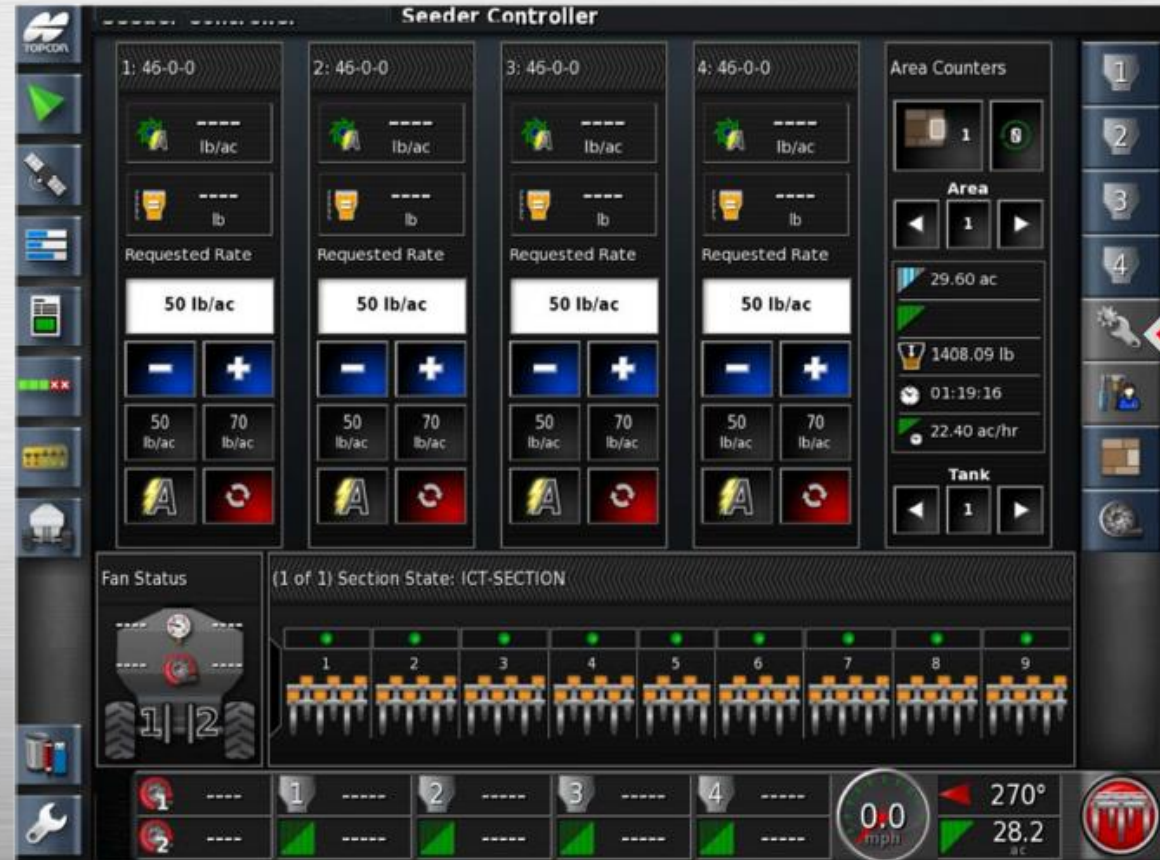 Seeder Controller
TOPCON
1: 46-0-0
---- lb/ac
---- lb
Requested Rate
50 lb/ac
- +
50 lb/ac 70 lb/ac
A
2: 46-0-0
---- lb/ac
---- lb
Requested Rate
50 lb/ac
- +
50 lb/ac 70 lb/ac
A
3: 46-0-0
---- lb/ac
---- lb
Requested Rate
50 lb/ac
- +
50 lb/ac 70 lb/ac
A
4: 46-0-0
---- lb/ac
---- lb
Requested Rate
50 lb/ac
- +
50 lb/ac 70 lb/ac
A
Area Counters
1 0
Area
1
29.60 ac
1408.09 lb
01:19:16
22.40 ac/hr
Tank
1
1
2
3
4
Fan Status
---- ----
---- ----
1 2
(1 of 1) Section State: ICT-SECTION
1 2 3 4 5 6 7 8 9
1 ---- 1 ----- 2 ----- 3 ----- 4 ----- 0.0 mph 270°
2 ---- ----- ----- ----- ----- 28.2 ac